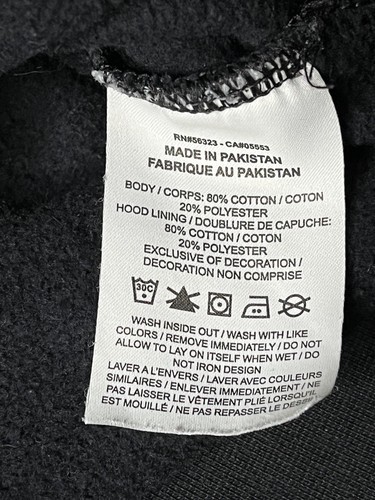 RN#56323 - CA#05553
MADE IN PAKISTAN
FABRIQUE AU PAKISTAN
BODY / CORPS: 80% COTTON / COTON
20% POLYESTER
HOOD LINING / DOUBLURE DE CAPUCHE:
80% COTTON / COTON
20% POLYESTER
EXCLUSIVE OF DECORATION /
DECORATION NON COMPRISE
30C
WASH INSIDE OUT / WASH WITH LIKE
COLORS / REMOVE IMMEDIATELY / DO NOT
ALLOW TO LAY ON ITSELF WHEN WET / DO
NOT IRON DESIGN
LAVER A L'ENVERS / LAVER AVEC COULEURS
SIMILAIRES / ENLEVER IMMEDIATEMENT / NE
PAS LAISSER LE VÊTEMENT PLIÉ LORSQU'IL
EST MOUILLÉ / NE PAS REPASSER LE DESSIN